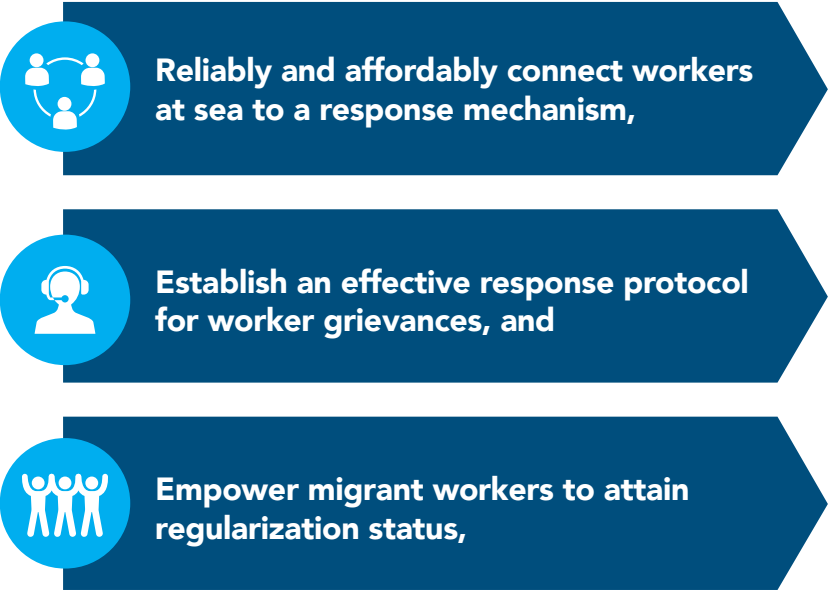 Reliably and affordably connect workers
at sea to a response mechanism,
Establish an effective response protocol
for worker grievances, and
Empower migrant workers to attain
regularization status,